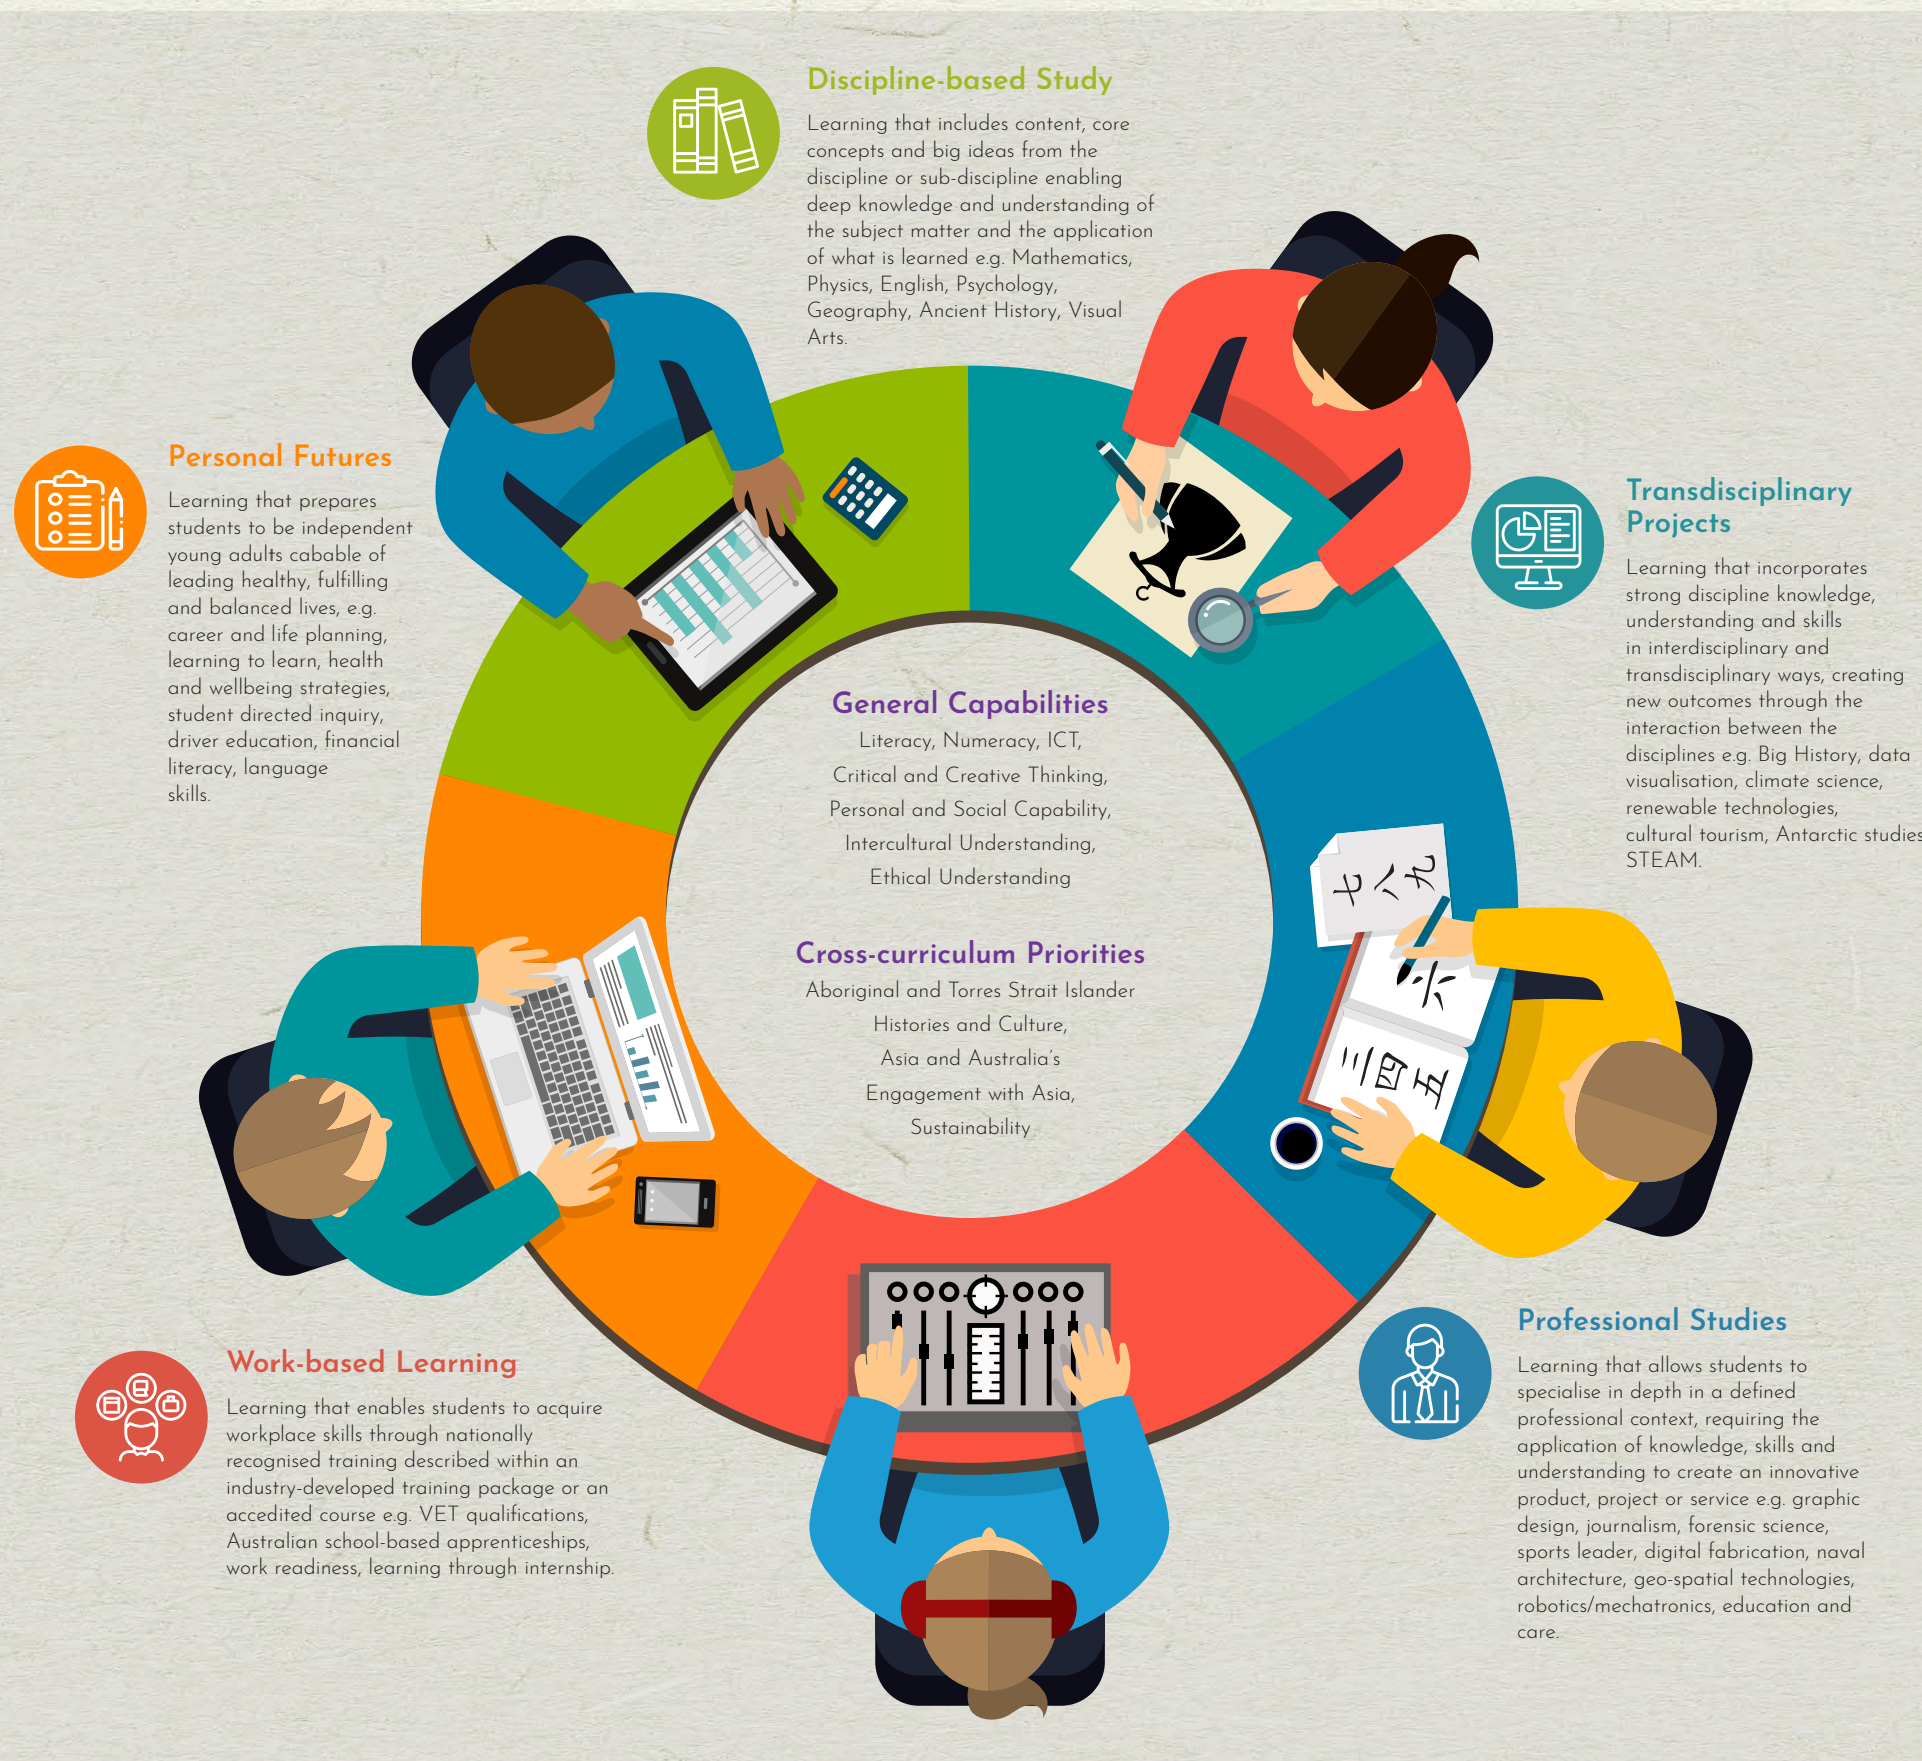 Discipline-based Study
Learning that includes content, core
concepts and big ideas from the
discipline or sub-discipline enabling
deep knowledge and understanding of
the subject matter and the application
of what is learned e.g. Mathematics,
Physics, English, Psychology,
Geography, Ancient History, Visual
Arts.
Personal Futures
Learning that prepares
students to be independent
young adults cabable of
leading healthy, fulfilling
and balanced lives, e.g.
career and life planning,
learning to learn, health
and wellbeing strategies,
student directed inquiry,
driver education, financial
literacy, language
skills.
Transdisciplinary
Projects
Learning that incorporates
strong discipline knowledge,
understanding and skills
in interdisciplinary and
transdisciplinary ways, creating
new outcomes through the
interaction between the
disciplines e.g. Big History, data
visualisation, climate science,
renewable technologies,
cultural tourism, Antarctic studies
STEAM.
General Capabilities
Literacy, Numeracy, ICT,
Critical and Creative Thinking,
Personal and Social Capability,
Intercultural Understanding,
Ethical Understanding
Cross-curriculum Priorities
Aboriginal and Torres Strait Islander
Histories and Culture,
Asia and Australia's
Engagement with Asia,
Sustainability
七八九
六
三四五
Work-based Learning
Learning that enables students to acquire
workplace skills through nationally
recognised training described within an
industry-developed training package or an
accedited course e.g. VET qualifications,
Australian school-based apprenticeships,
work readiness, learning through internship.
Professional Studies
Learning that allows students to
specialise in depth in a defined
professional context, requiring the
application of knowledge, skills and
understanding to create an innovative
product, project or service e.g. graphic
design, journalism, forensic science,
sports leader, digital fabrication, naval
architecture, geo-spatial technologies,
robotics/mechatronics, education and
care.